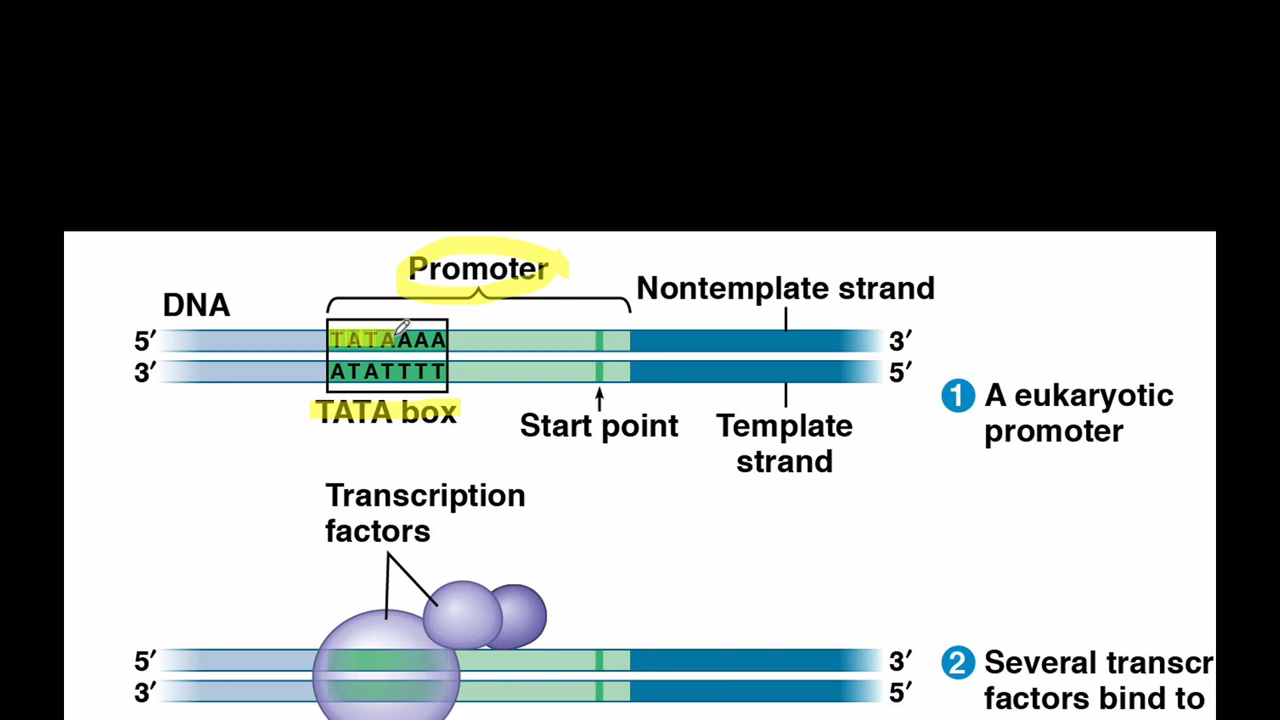 Promoter
Nontemplate strand
DNA
5′ TATAAAA 3′
3′ ATATTTT 5′
TATA box
Start point
Template
strand
1 A eukaryotic
promoter
Transcription
factors
5′ 3′
3′ 5′
2 Several transcr
factors bind to